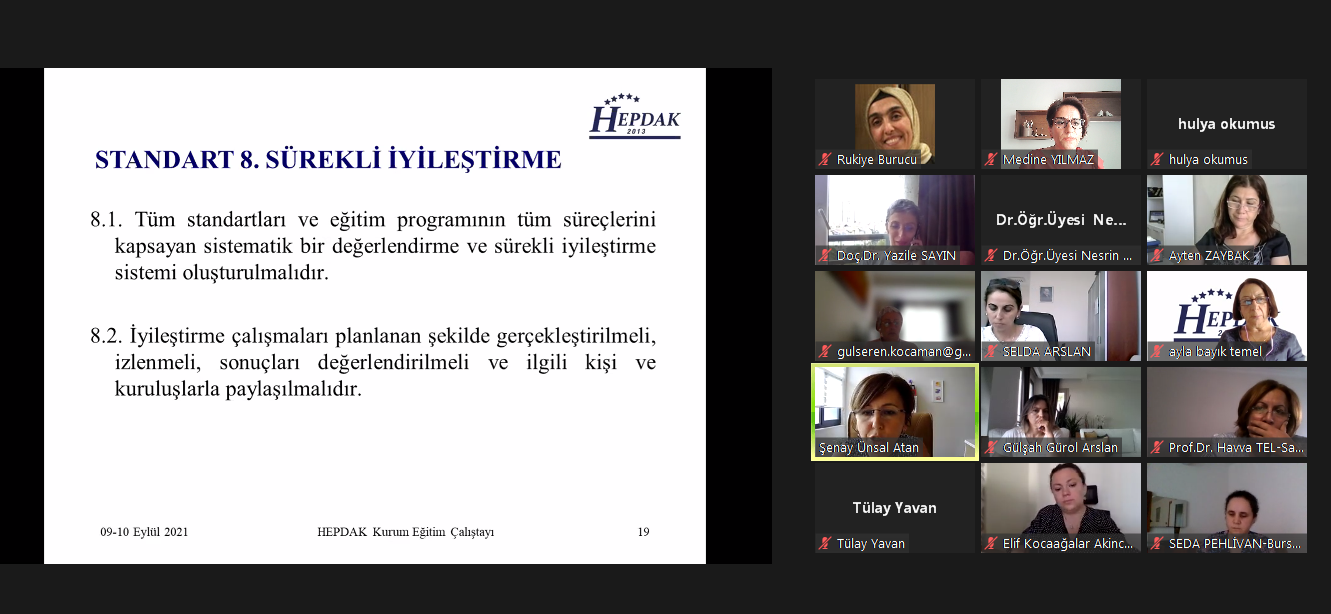 HEPDAK
2013
STANDART 8. SÜREKLİ İYİLEŞTİRME
8.1. Tüm standartları ve eğitim programının tüm süreçlerini
kapsayan sistematik bir değerlendirme ve sürekli iyileştirme
sistemi oluşturulmalıdır.
8.2. İyileştirme çalışmaları planlanan şekilde gerçekleştirilmeli,
izlenmeli, sonuçları değerlendirilmeli ve ilgili kişi ve
kuruluşlarla paylaşılmalıdır.
09-10 Eylül 2021
HEPDAK Kurum Eğitim Çalıştayı
19
Rukiye Burucu
Medine YILMAZ
hulya okumus
hulya okumus
Doç,Dr. Yazile SAYIN
Dr.Öğr.Üyesi Ne...
Dr.Öğr.Üyesi Nesrin ...
Ayten ZAYBAK
gulseren.kocaman@g...
SELDA ARSLAN
HEP
ayla bayık temel
Şenay Ünsal Atan
Gülşah Gürol Arslan
Prof.Dr. Havva TEL-Sa...
Tülay Yavan
Tülay Yavan
Elif Kocaağalar Akinc...
SEDA PEHLİVAN-Burs...